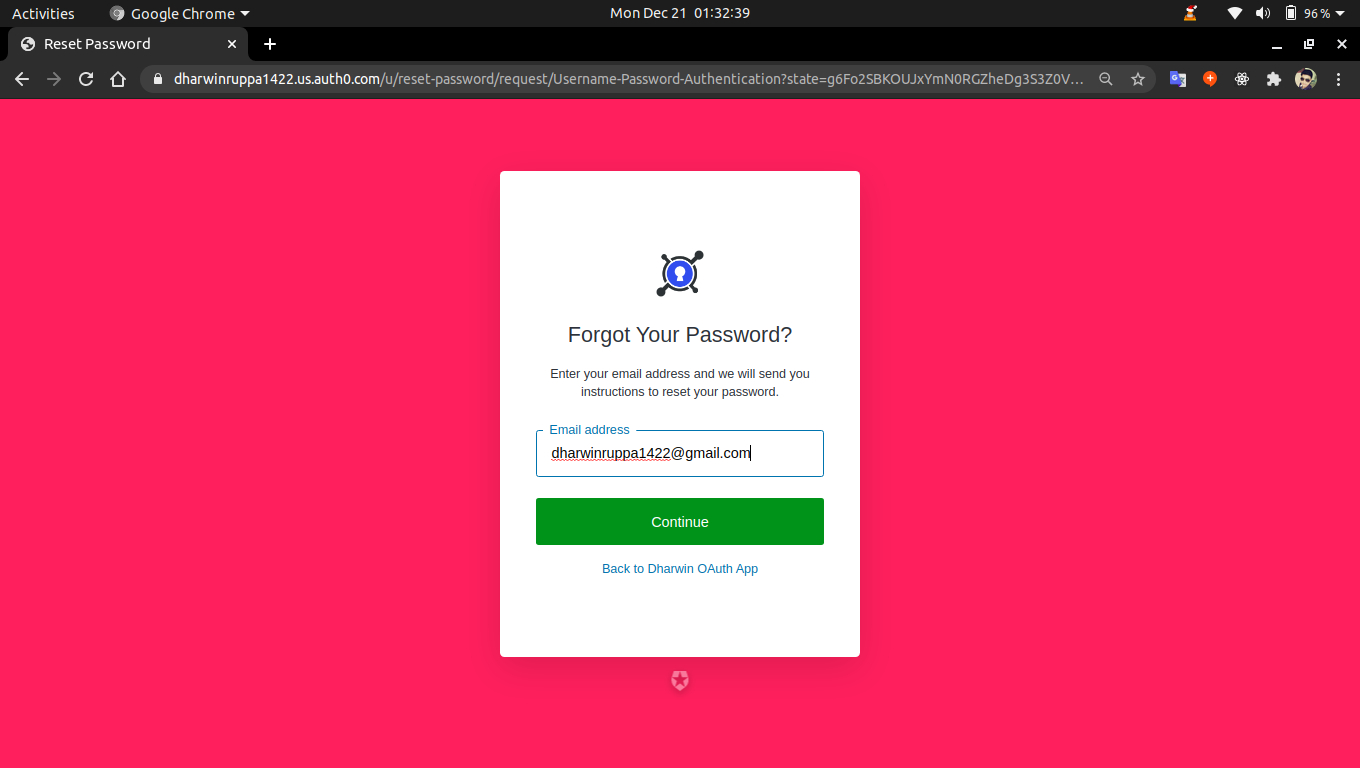 Activities Google Chrome Mon Dec 21 01:32:39 96 %
Reset Password
dharwinruppa1422.us.auth0.com/u/reset-password/request/Username-Password-Authentication?state=g6Fo2SBKOUJxYmN0RGZheDg3S3Z0V...
Forgot Your Password?
Enter your email address and we will send you
instructions to reset your password.
Email address
dharwinruppa1422@gmail.com
Continue
Back to Dharwin OAuth App